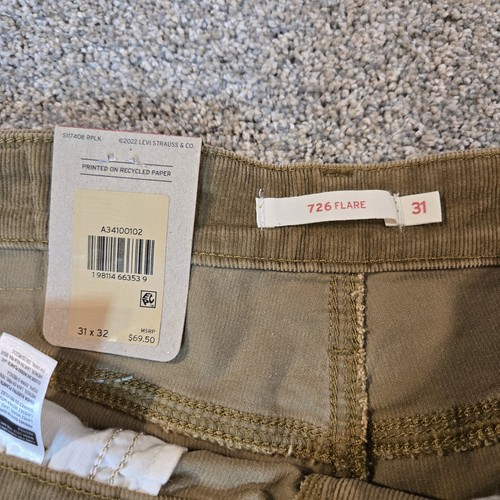 S117408 RPLK ©2022 LEVI STRAUSS & CO.
PRINTED ON RECYCLED PAPER
A34100102
1 98114 66353 9
31 x 32
MSRP
$69.50
726 FLARE
31